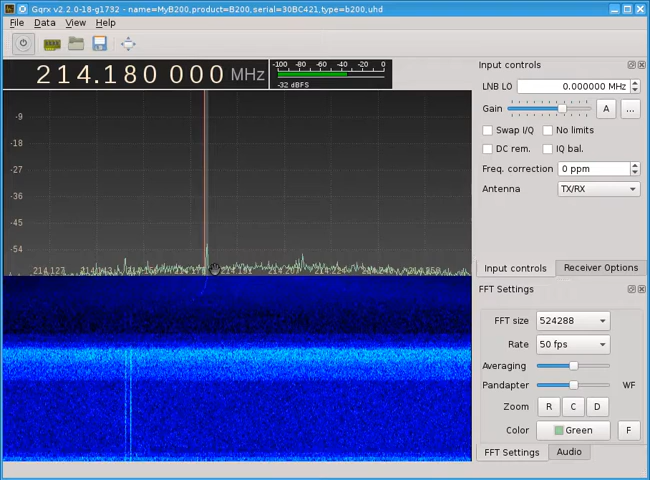 Gqrx v2.2.0-18-g1732 - name=MyB200,product=B200,serial=30BC421,type=b200,uhd
File Data View Help
214.180 000 MHz
-100 -80 -60 -40 -20 0
-32 dBFS
-9
-18
-27
-36
-45
-54
214.127
Input controls
LNB LO 0.000000 MHz
Gain A ...
Swap I/Q No limits
DC rem. IQ bal.
Freq. correction 0 ppm
Antenna TX/RX
Input controls Receiver Options
FFT Settings
FFT size 524288
Rate 50 fps
Averaging
Pandapter WF
Zoom R C D
Color Green F
FFT Settings Audio